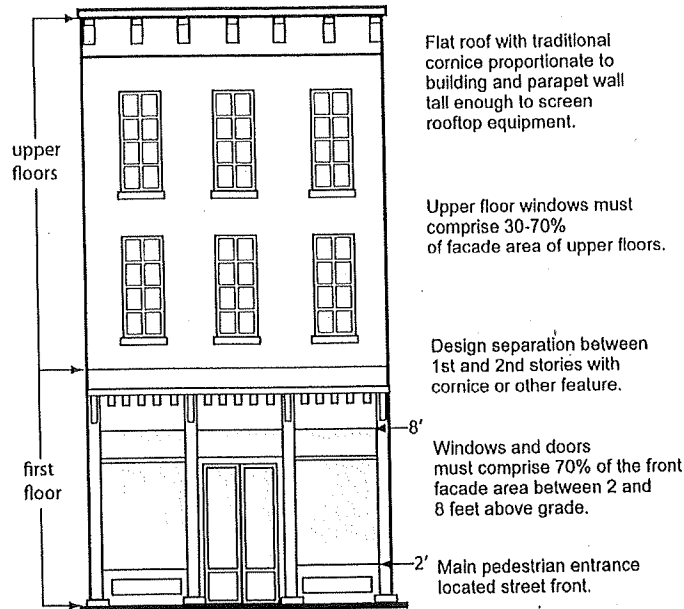 Flat roof with traditional
cornice proportionate to
building and parapet wall
tall enough to screen
rooftop equipment.
upper
floors
Upper floor windows must
comprise 30-70%
of facade area of upper floors.
Design separation between
1st and 2nd stories with
cornice or other feature.
8'
Windows and doors
must comprise 70% of the front
facade area between 2 and
8 feet above grade.
first
floor
2'
Main pedestrian entrance
located street front.